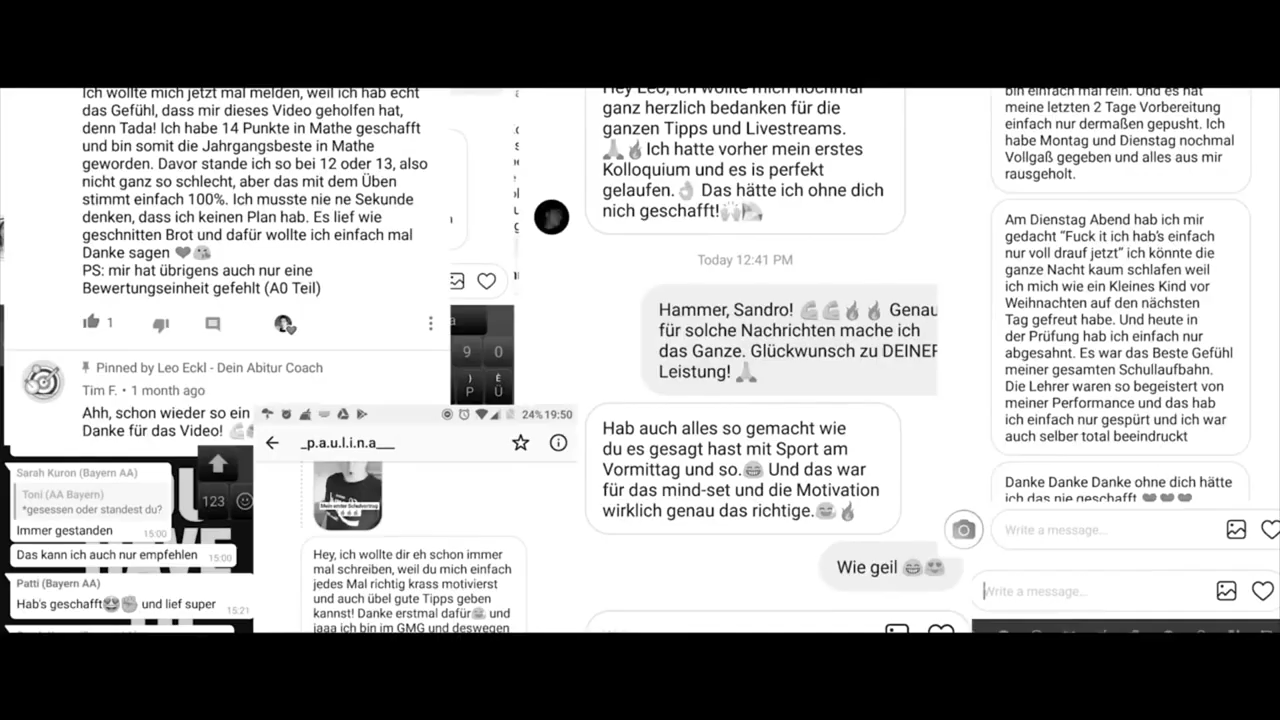 Ich wollte mich jetzt mal melden, weil ich hab echt
das Gefühl, dass mir dieses Video geholfen hat,
denn Tada! Ich habe 14 Punkte in Mathe geschafft
und bin somit die Jahrgangsbeste in Mathe
geworden. Davor stande ich so bei 12 oder 13, also
nicht ganz so schlecht, aber das mit dem Üben
stimmt einfach 100%. Ich musste nie ne Sekunde
denken, dass ich keinen Plan hab. Es lief wie
geschnitten Brot und dafür wollte ich einfach mal
Danke sagen ❤😘
PS: mir hat übrigens auch nur eine
Bewertungseinheit gefehlt (A0 Teil)
1
Pinned by Leo Eckl - Dein Abitur Coach
Tim F. • 1 month ago
Ahh, schon wieder so ein
Danke für das Video! 💪
Sarah Kuron (Bayern AA)
Toni (AA Bayern)
*gesessen oder standest du?
Immer gestanden 15:00
Das kann ich auch nur empfehlen 15:00
Patti (Bayern AA)
Hab's geschafft😍✊ und lief super 15:21
9 0
P Ü
123
24% 19:50
_p.a.u.l.i.n.a___
Mein erster Schulvortrag
Hey, ich wollte dir eh schon immer
mal schreiben, weil du mich einfach
jedes Mal richtig krass motivierst
und auch übel gute Tipps geben
kannst! Danke erstmal dafür😁 und
jaaa ich bin im GMG und deswegen
Hey Leo, ich wollte mich nochmal
ganz herzlich bedanken für die
ganzen Tipps und Livestreams.
🙏🔥Ich hatte vorher mein erstes
Kolloquium und es is perfekt
gelaufen.👌 Das hätte ich ohne dich
nich geschafft!🙌
Today 12:41 PM
Hammer, Sandro! 💪💪🔥🔥 Genau
für solche Nachrichten mache ich
das Ganze. Glückwunsch zu DEINER
Leistung! 🙏
Hab auch alles so gemacht wie
du es gesagt hast mit Sport am
Vormittag und so.😂 Und das war
für das mind-set und die Motivation
wirklich genau das richtige.😁🔥
Wie geil 😂😍
bin einfach mal rein. Und es hat
meine letzten 2 Tage Vorbereitung
einfach nur dermaßen gepusht. Ich
habe Montag und Dienstag nochmal
Vollgaß gegeben und alles aus mir
rausgeholt.
Am Dienstag Abend hab ich mir
gedacht “Fuck it ich hab’s einfach
nur voll drauf jetzt” ich könnte die
ganze Nacht kaum schlafen weil
ich mich wie ein Kleines Kind vor
Weihnachten auf den nächsten
Tag gefreut habe. Und heute in
der Prüfung hab ich einfach nur
abgesahnt. Es war das Beste Gefühl
meiner gesamten Schullaufbahn.
Die Lehrer waren so begeistert von
meiner Performance und das hab
ich einfach nur gespürt und ich war
auch selber total beeindruckt
Danke Danke Danke ohne dich hätte
ich das nie geschafft ❤❤❤
Write a message...
Write a message...